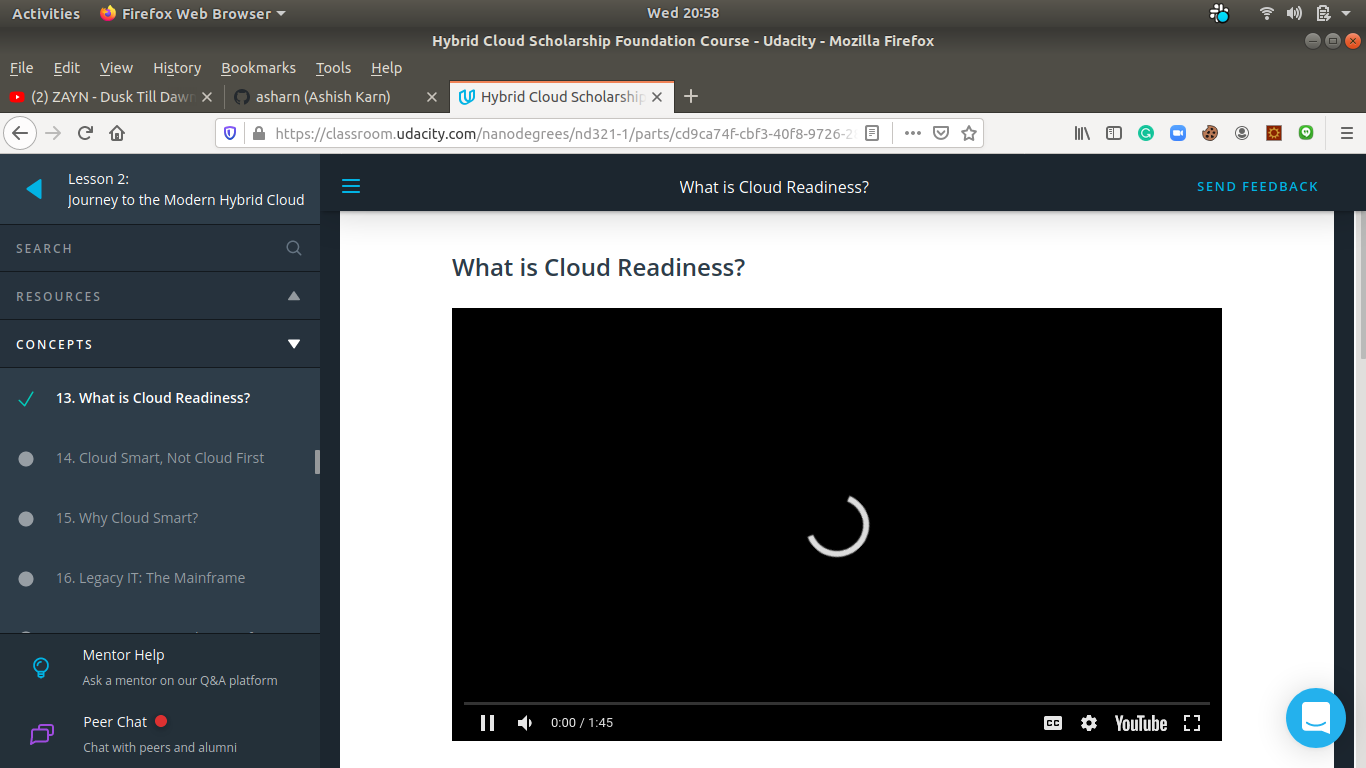 Activities Firefox Web Browser Wed 20:58
Hybrid Cloud Scholarship Foundation Course - Udacity - Mozilla Firefox
File Edit View History Bookmarks Tools Help
(2) ZAYN - Dusk Till Daw asharn (Ashish Karn) Hybrid Cloud Scholarship
https://classroom.udacity.com/nanodegrees/nd321-1/parts/cd9ca74f-cbf3-40f8-9726-2
Lesson 2:
Journey to the Modern Hybrid Cloud
What is Cloud Readiness?
SEND FEEDBACK
SEARCH
RESOURCES
CONCEPTS
13. What is Cloud Readiness?
14. Cloud Smart, Not Cloud First
15. Why Cloud Smart?
16. Legacy IT: The Mainframe
Mentor Help
Ask a mentor on our Q&A platform
Peer Chat
Chat with peers and alumni
What is Cloud Readiness?
0:00 / 1:45
CC
YouTube